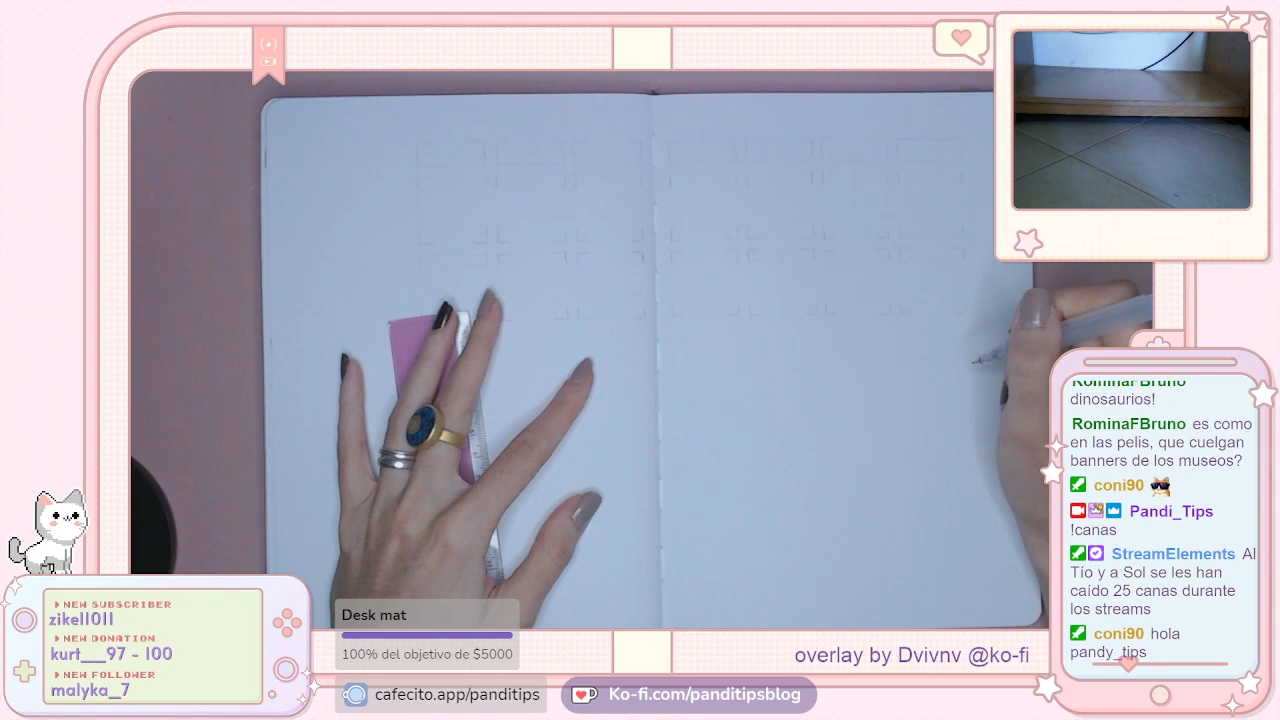 RominaFBruno
dinosaurios!
RominaFBruno es como
en las pelis, que cuelgan
banners de los museos?
coni90
Pandi_Tips
!canas
StreamElements Al
Tío y a Sol se les han
caído 25 canas durante
los streams
coni90 hola
pandy_tips
NEW SUBSCRIBER
zikell0ll
NEW DONATION
kurt__97 - 100
NEW FOLLOWER
malyka_7
Desk mat
100% del objetivo de $5000
overlay by Dvivnv @ko-fi
cafecito.app/panditips
Ko-fi.com/panditipsblog